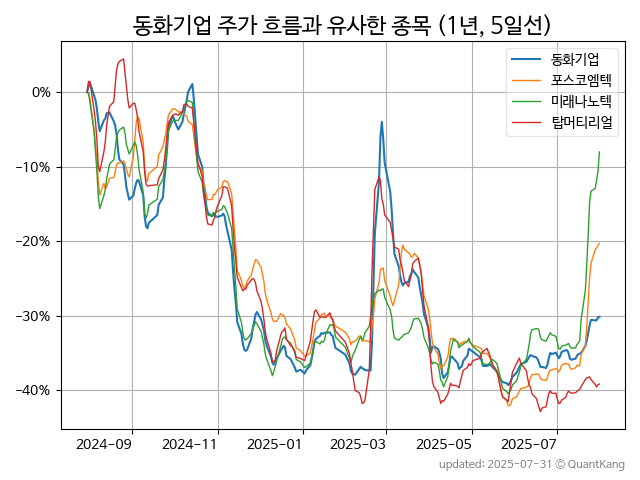 동화기업 주가 흐름과 유사한 종목 (1년, 5일선)
동화기업
포스코엠텍
미래나노텍
탑머티리얼
0%
−10%
−20%
−30%
−40%
2024-09 2024-11 2025-01 2025-03 2025-05 2025-07
updated: 2025-07-31 © QuantKang